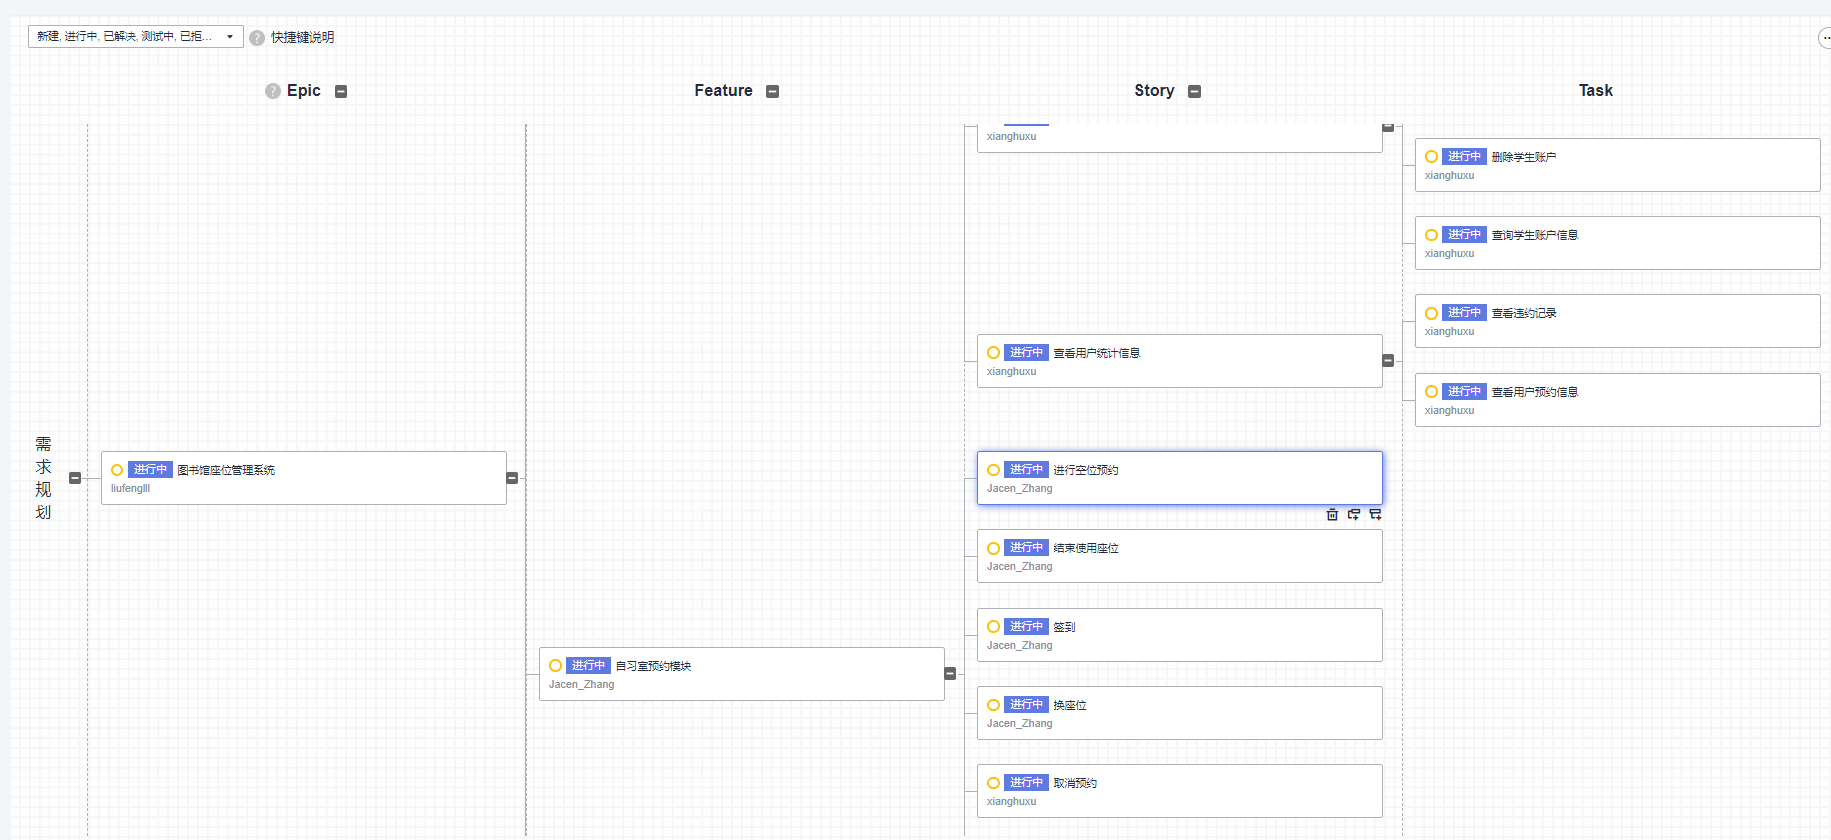 新建, 进行中, 已解决, 测试中, 已拒...
快捷键说明
Epic
Feature
Story
Task
xianghuxu
进行中 删除学生账户
xianghuxu
进行中 查询学生账户信息
xianghuxu
进行中 查看违约记录
xianghuxu
进行中 查看用户统计信息
xianghuxu
进行中 查看用户预约信息
xianghuxu
需求规划
进行中 图书馆座位管理系统
liufenglll
进行中 进行空位预约
Jacen_Zhang
进行中 结束使用座位
Jacen_Zhang
进行中 签到
Jacen_Zhang
进行中 自习室预约模块
Jacen_Zhang
进行中 换座位
Jacen_Zhang
进行中 取消预约
xianghuxu